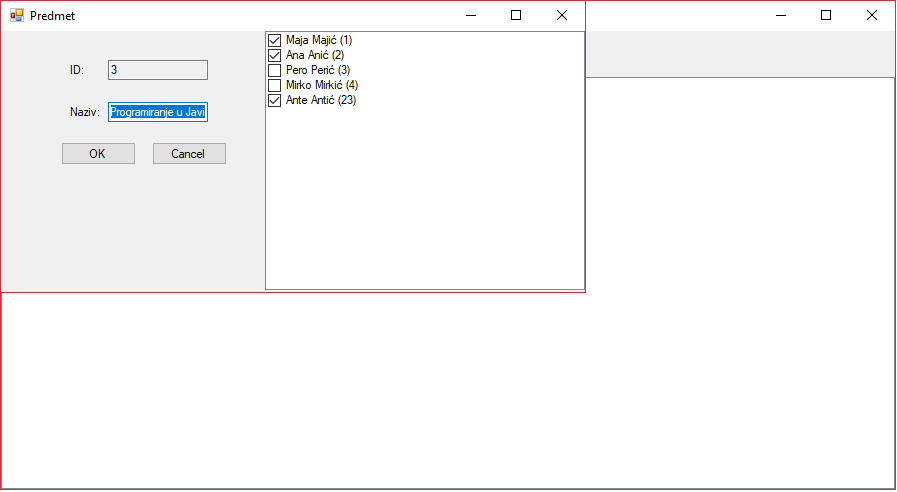 Predmet
ID: 3
Naziv: Programiranje u Javi
OK Cancel
Maja Majić (1)
Ana Anić (2)
Pero Perić (3)
Mirko Mirkić (4)
Ante Antić (23)